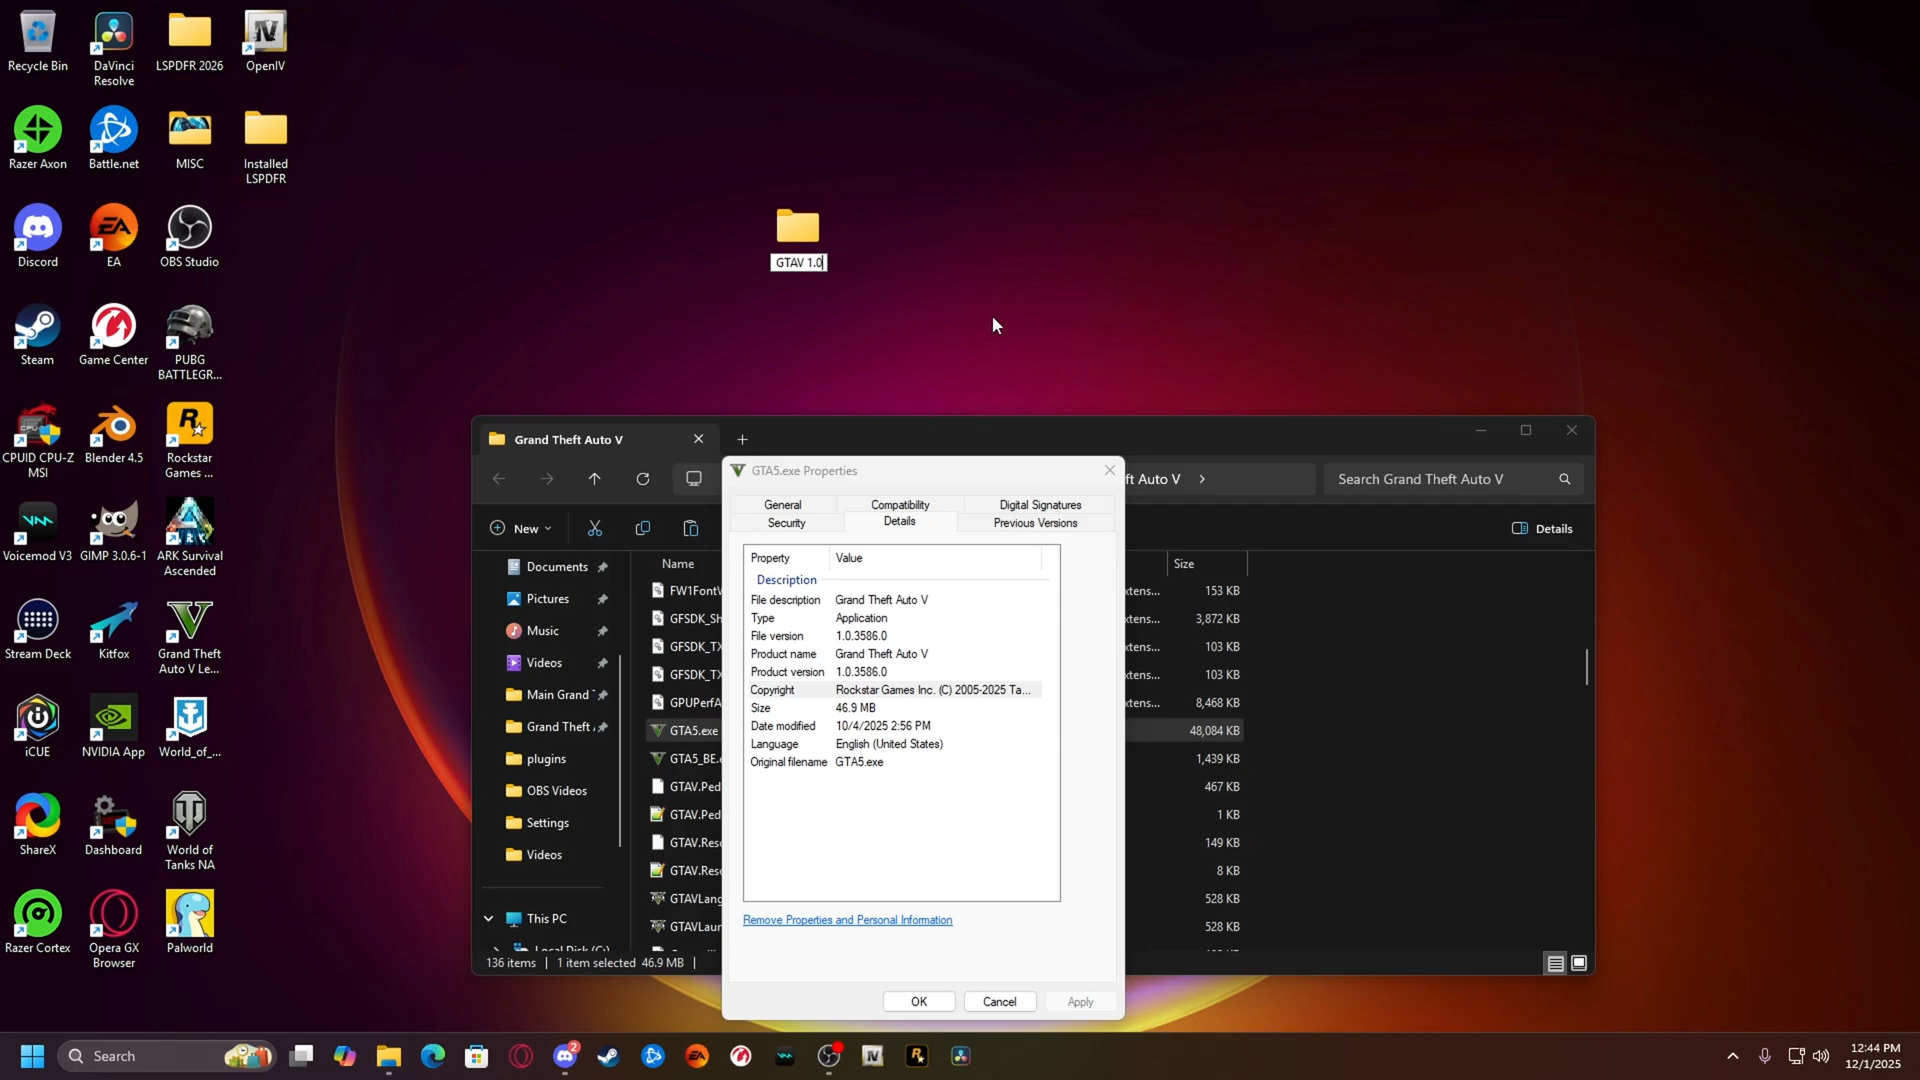 Recycle Bin
DaVinci
Resolve
LSPDFR 2026
OpenIV
Razer Axon
Battle.net
MISC
Installed
LSPDFR
Discord
EA
OBS Studio
GTAV 1.0
Steam
Game Center
PUBG
BATTLEGR...
CPUID CPU-Z
MSI
Blender 4.5
Rockstar
Games ...
Voicemod V3
GIMP 3.0.6-1
ARK Survival
Ascended
Stream Deck
Kitfox
Grand Theft
Auto V Le...
iCUE
NVIDIA App
World_of_...
ShareX
Dashboard
World of
Tanks NA
Razer Cortex
Opera GX
Browser
Palworld
Grand Theft Auto V
ft Auto V
Search Grand Theft Auto V
New
Details
Documents
Pictures
Music
Videos
Main Grand
Grand Theft
plugins
OBS Videos
Settings
Videos
This PC
Local Disk (C:)
136 items
1 item selected 46.9 MB
Name
Size
FW1Font
xtens...
153 KB
GFSDK_Sh
xtens...
3,872 KB
GFSDK_TX
xtens...
103 KB
GFSDK_TX
xtens...
103 KB
GPUPerfA
xtens...
8,468 KB
GTA5.exe
48,084 KB
GTA5_BE.
1,439 KB
GTAV.Ped
467 KB
GTAV.Ped
1 KB
GTAV.Res
149 KB
GTAV.Res
8 KB
GTAVLang
528 KB
GTAVLaun
528 KB
GTA5.exe Properties
General
Compatibility
Digital Signatures
Security
Details
Previous Versions
Property Value
Description
File description Grand Theft Auto V
Type Application
File version 1.0.3586.0
Product name Grand Theft Auto V
Product version 1.0.3586.0
Copyright Rockstar Games Inc. (C) 2005-2025 Ta...
Size 46.9 MB
Date modified 10/4/2025 2:56 PM
Language English (United States)
Original filename GTA5.exe
Remove Properties and Personal Information
OK
Cancel
Apply
Search
2
12:44 PM
12/1/2025